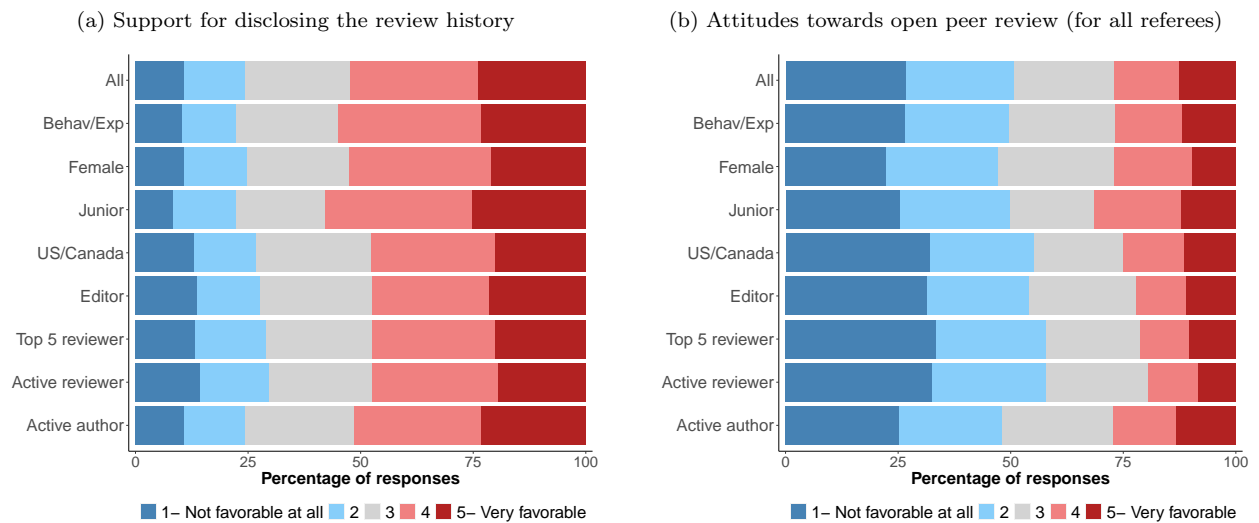 (a) Support for disclosing the review history
All
Behav/Exp
Female
Junior
US/Canada
Editor
Top 5 reviewer
Active reviewer
Active author
0 25 50 75 100
Percentage of responses
1– Not favorable at all 2 3 4 5– Very favorable
(b) Attitudes towards open peer review (for all referees)
All
Behav/Exp
Female
Junior
US/Canada
Editor
Top 5 reviewer
Active reviewer
Active author
0 25 50 75 100
Percentage of responses
1– Not favorable at all 2 3 4 5– Very favorable